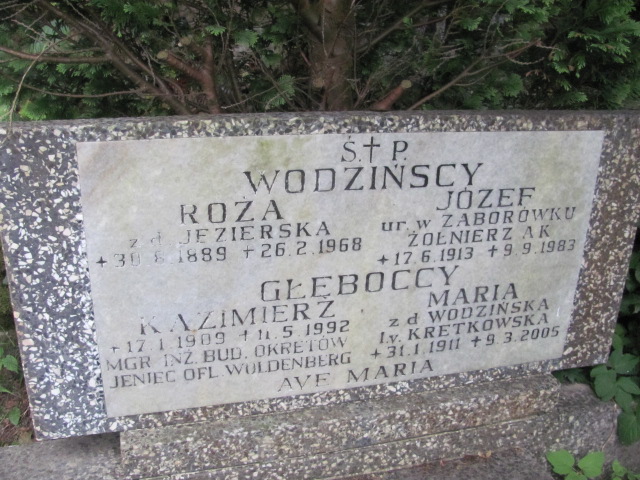 Ś.†P.
WODZIŃSCY
RÓŻA
z d. JEZIERSKA
1889 +26.2.1968
JÓZEF
ur. w ZABORÓWKU
ŻOŁNIERZ AK
+17.6.1913 +9.9.1983
GŁĘBOCCY
KAZIMIERZ
+17.1.1909 +11.5.1992
MGR INŻ. BUD. OKRĘTÓW
JENIEC OFL WOLDENBERG
MARIA
z d WODZIŃSKA
I.v. KRETKOWSKA
+31.1.1911 +9.3.2005
AVE MARIA